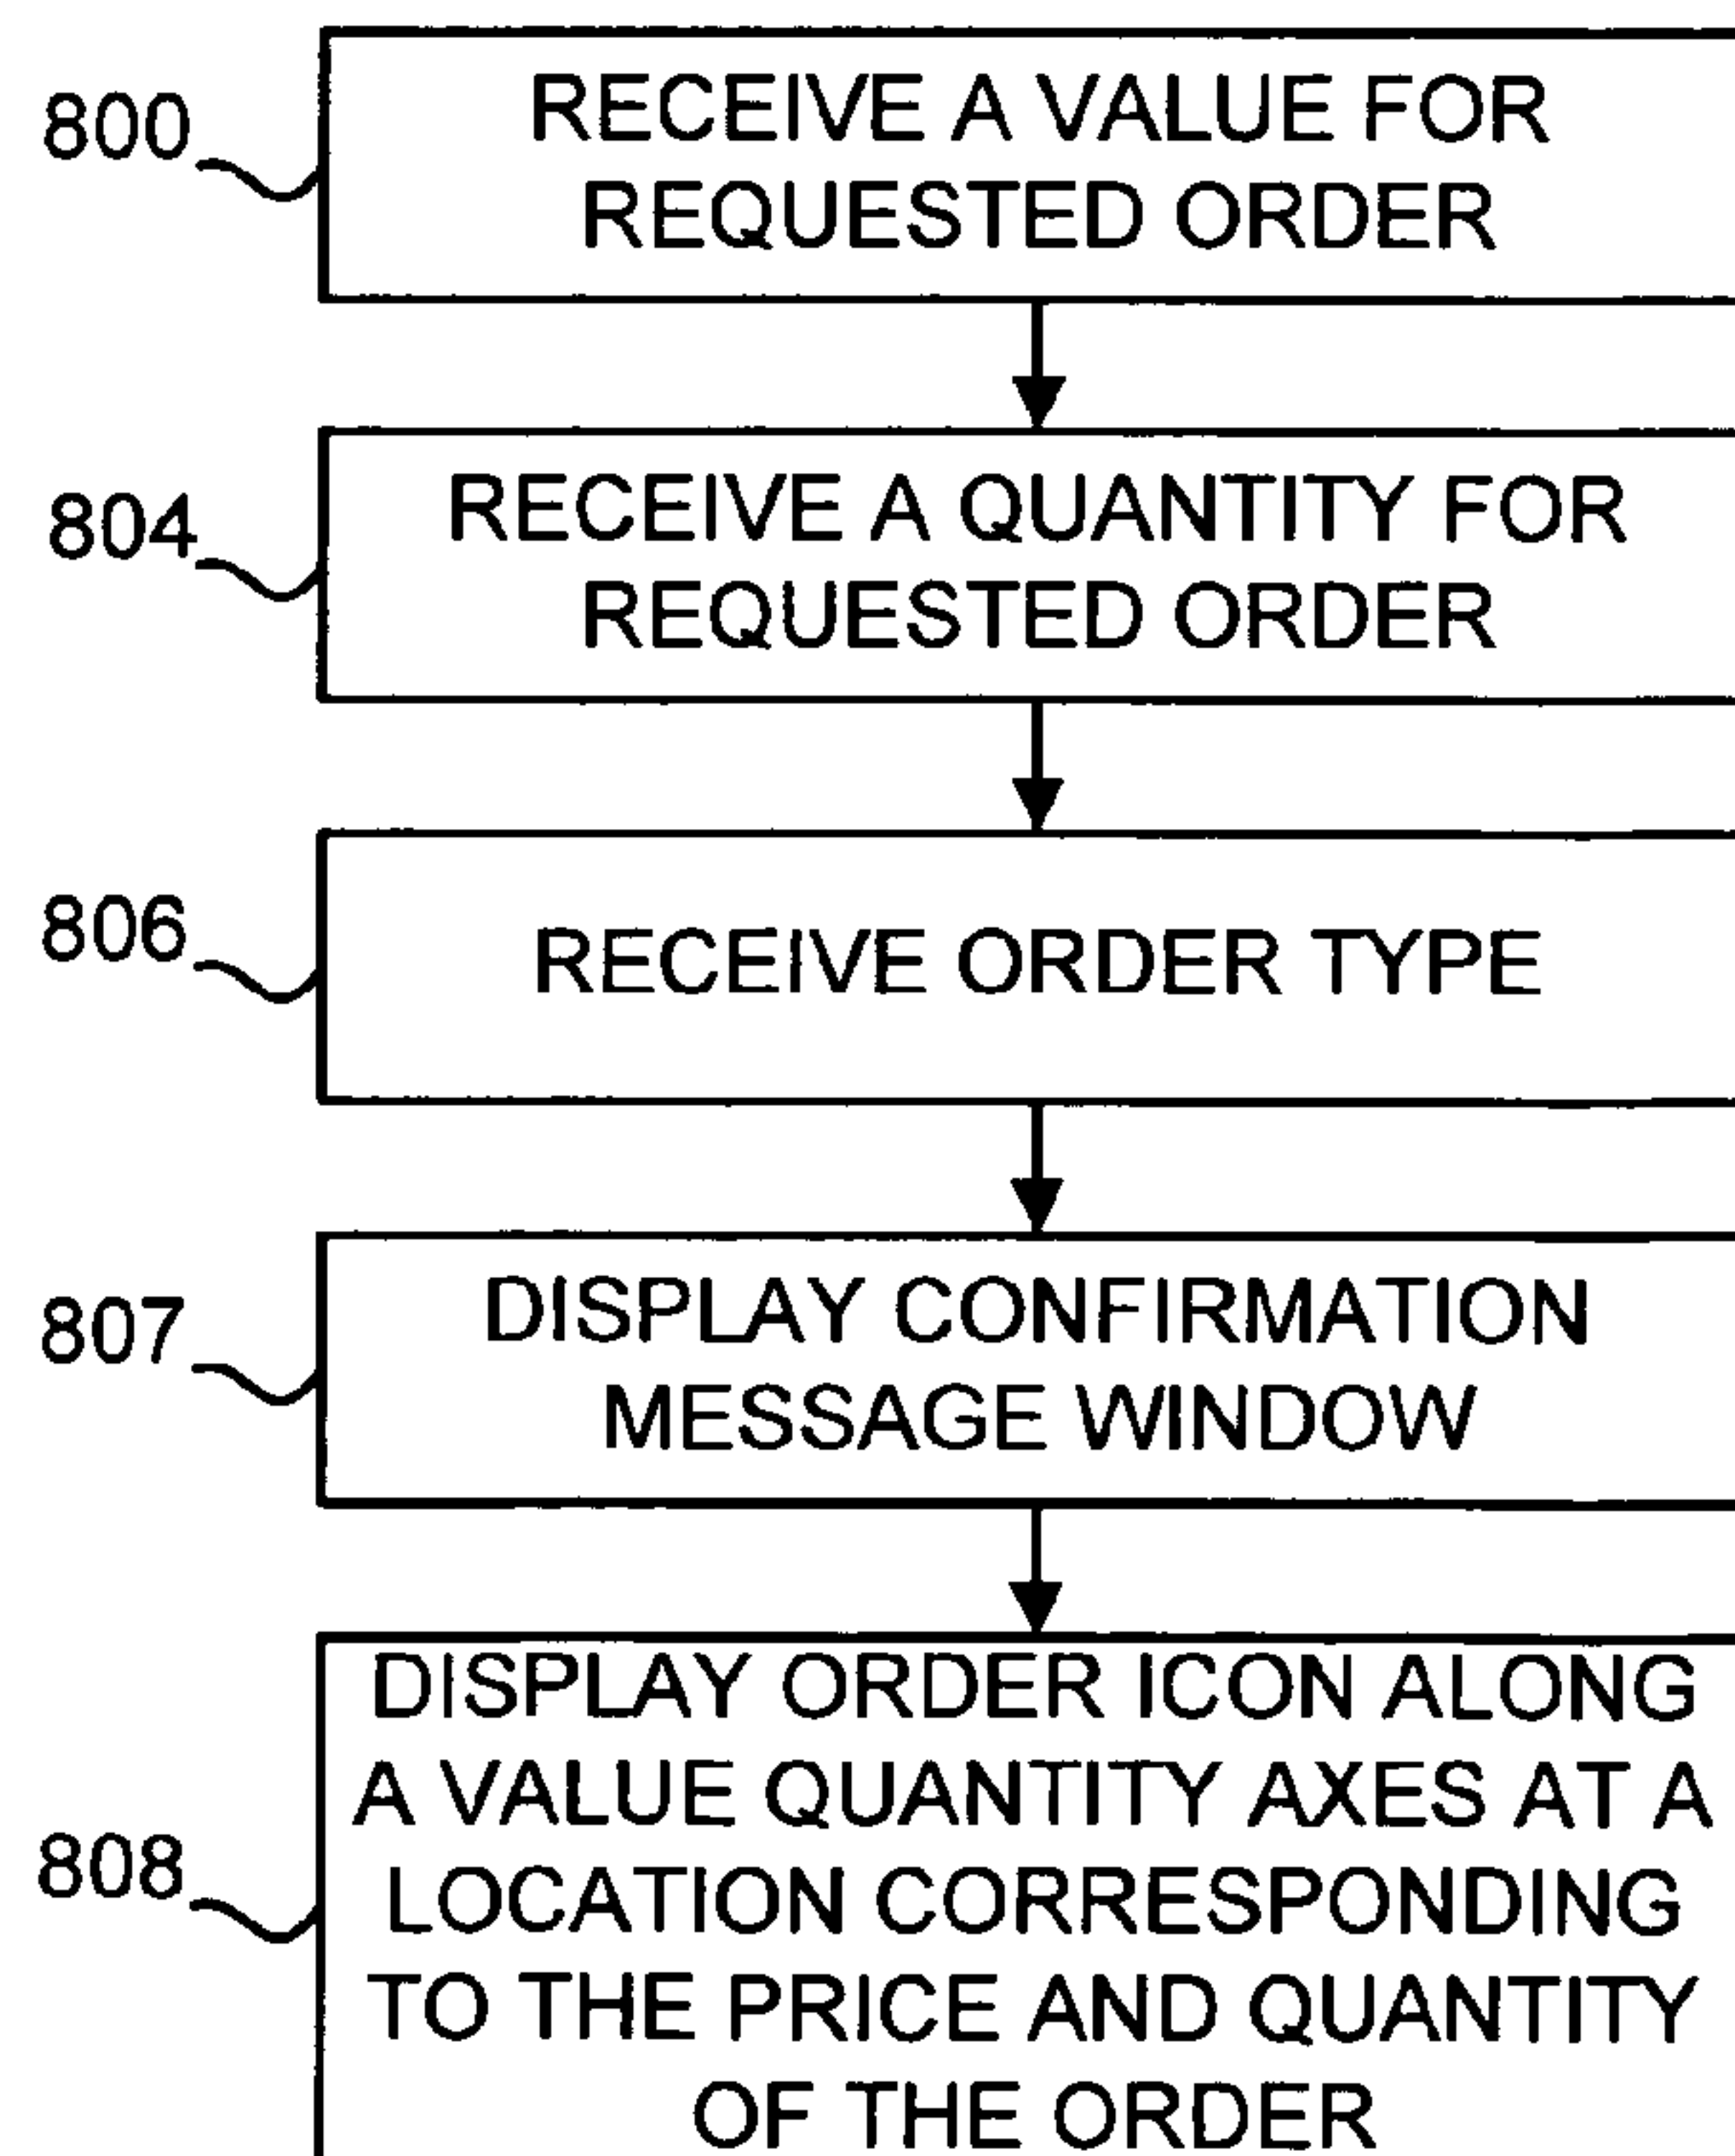 800
RECEIVE A VALUE FOR
REQUESTED ORDER
804
RECEIVE A QUANTITY FOR
REQUESTED ORDER
806
RECEIVE ORDER TYPE
807
DISPLAY CONFIRMATION
MESSAGE WINDOW
808
DISPLAY ORDER ICON ALONG
A VALUE QUANTITY AXES AT A
LOCATION CORRESPONDING
TO THE PRICE AND QUANTITY
OF THE ORDER